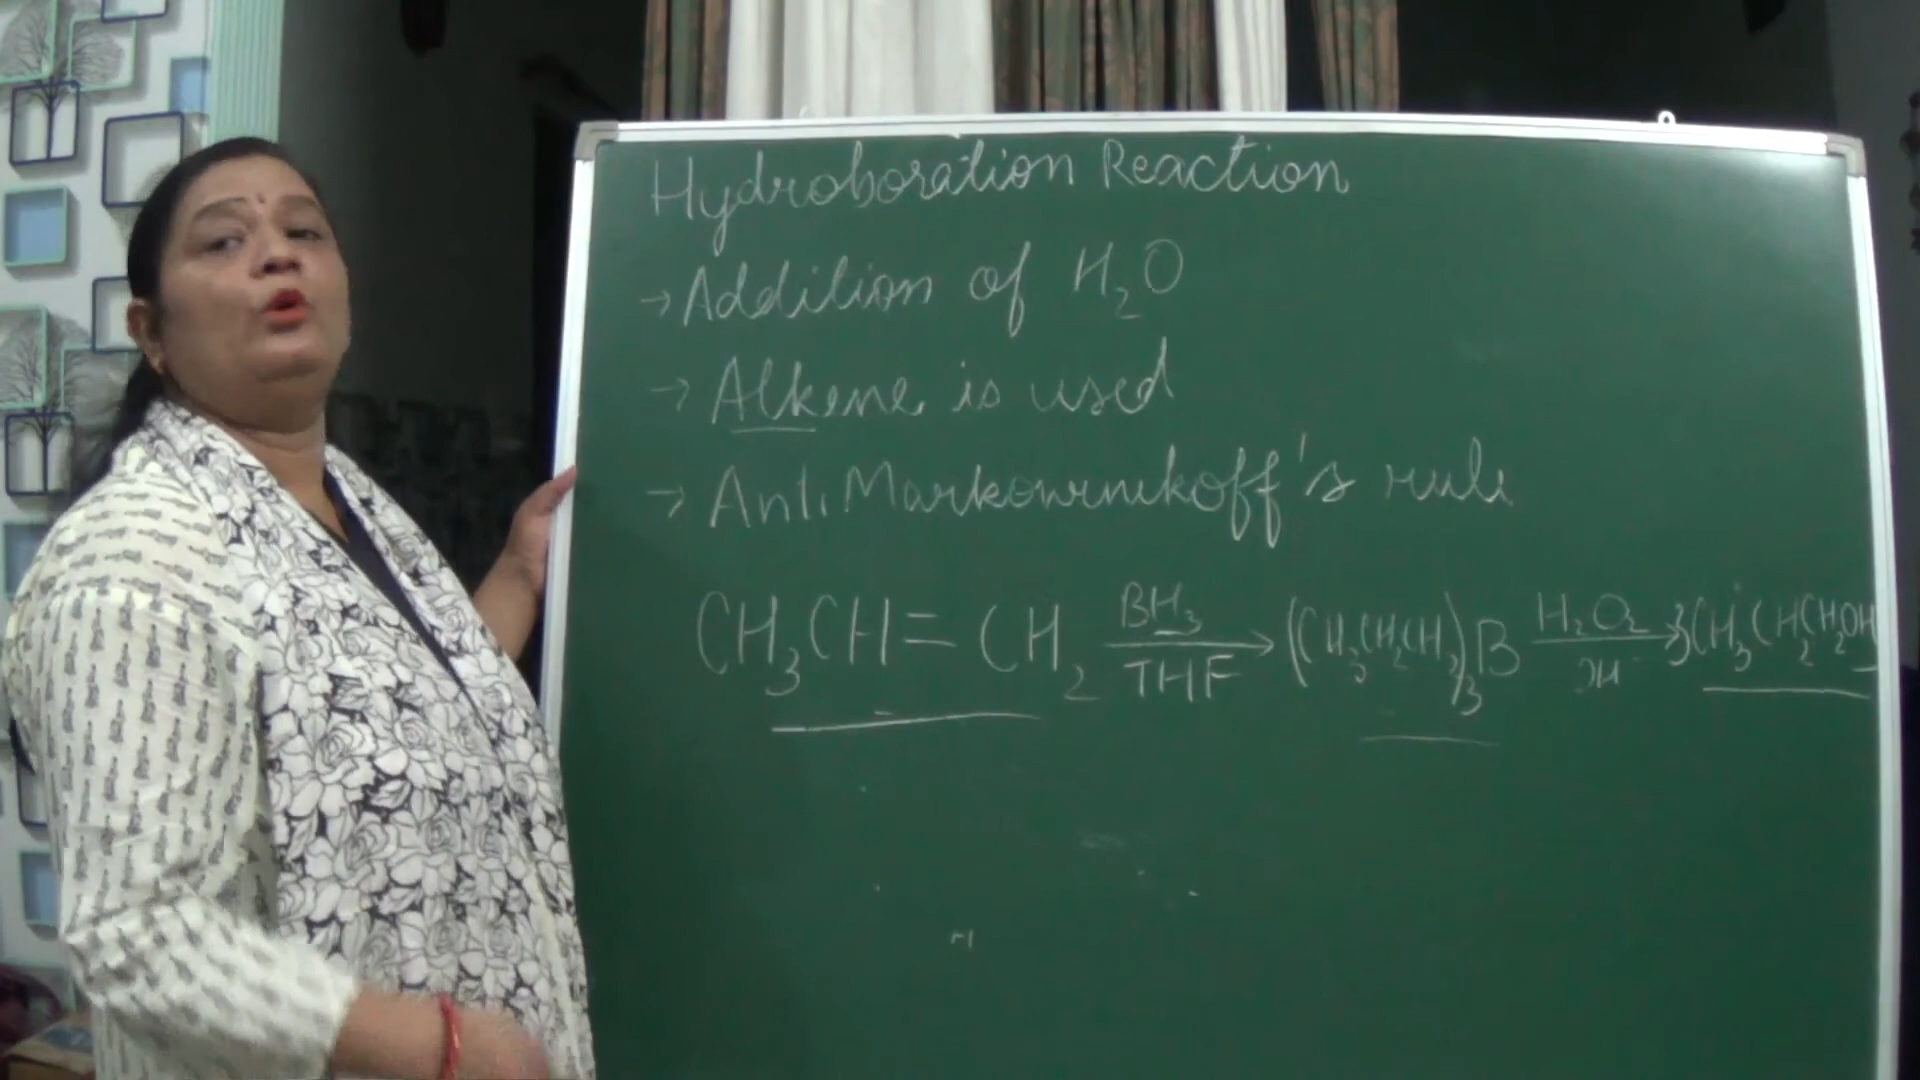 Hydroboration Reaction
→ Addition of H₂O
→ Alkene is used
→ Anti Markownikoff's rule
CH₃CH = CH₂ BH₃ THF → (CH₃CH₂CH₂)₃B H₂O₂ OH⁻ → 3CH₃CH₂CH₂OH